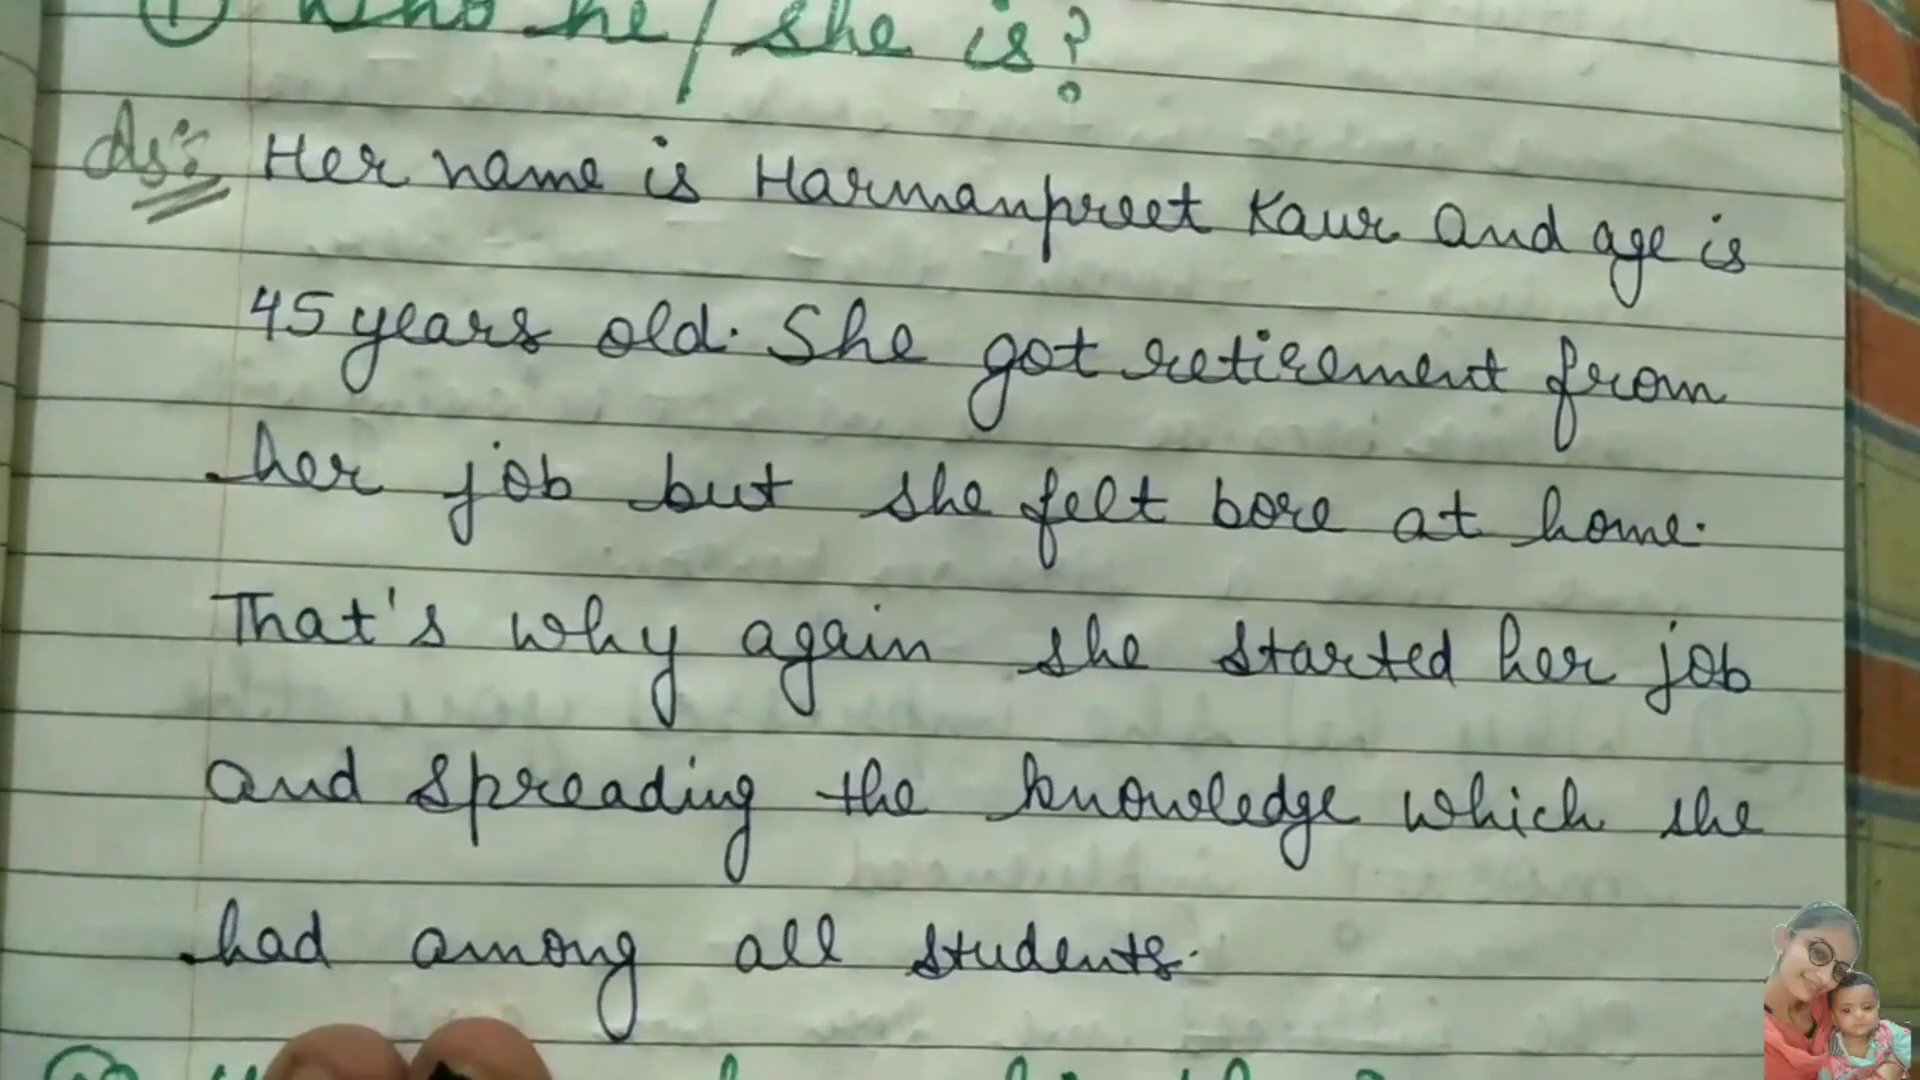 ① Who he/she is?
Ans:- Her name is Harmanpreet Kaur and age is
45 years old. She got retirement from
her job but she felt bore at home.
That's why again she started her job
and spreading the knowledge which she
had among all students.